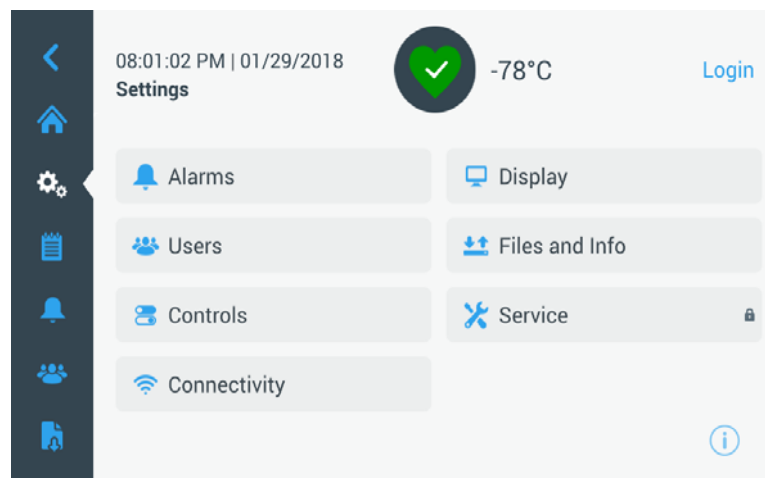 08:01:02 PM | 01/29/2018
Settings
-78°C
Login
Alarms
Display
Users
Files and Info
Controls
Service
Connectivity